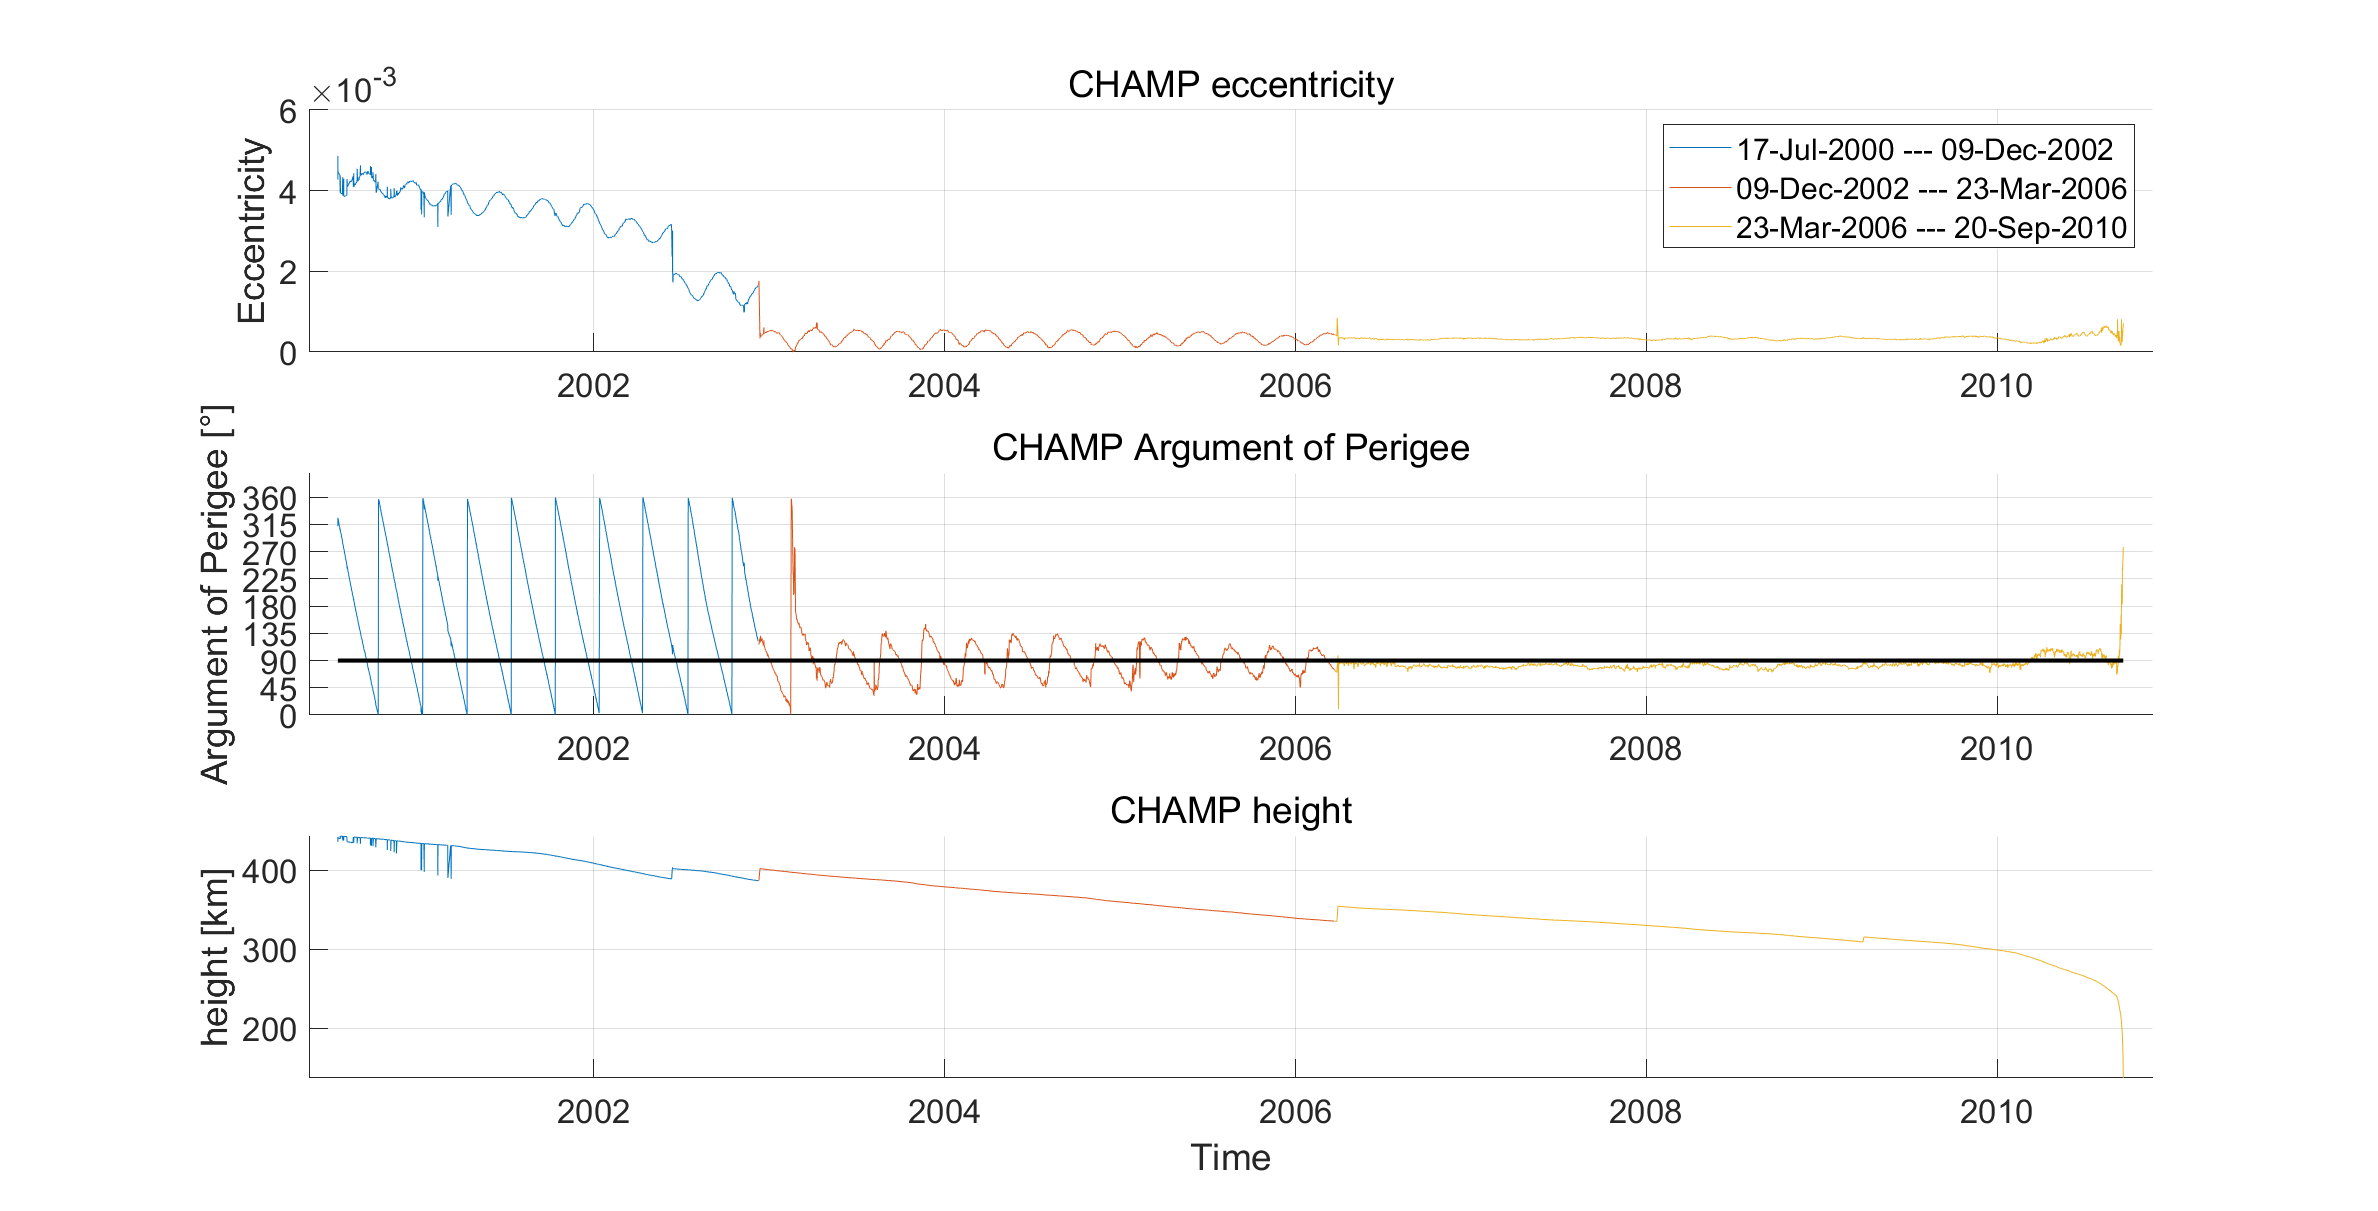 CHAMP eccentricity
×10-3
Eccentricity
6
4
2
0
17-Jul-2000 --- 09-Dec-2002
09-Dec-2002 --- 23-Mar-2006
23-Mar-2006 --- 20-Sep-2010
2002 2004 2006 2008 2010
CHAMP Argument of Perigee
Argument of Perigee [°]
360
315
270
225
180
135
90
45
0
2002 2004 2006 2008 2010
CHAMP height
height [km]
400
300
200
2002 2004 2006 2008 2010
Time